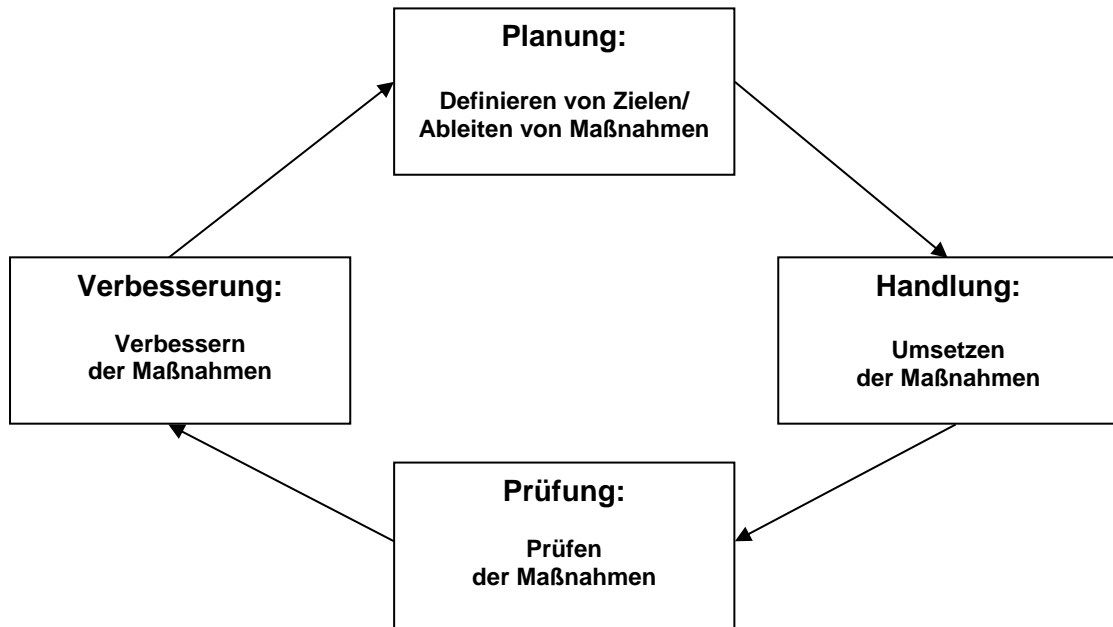 Planung:
Definieren von Zielen/
Ableiten von Maßnahmen
Handlung:
Umsetzen
der Maßnahmen
Prüfung:
Prüfen
der Maßnahmen
Verbesserung:
Verbessern
der Maßnahmen